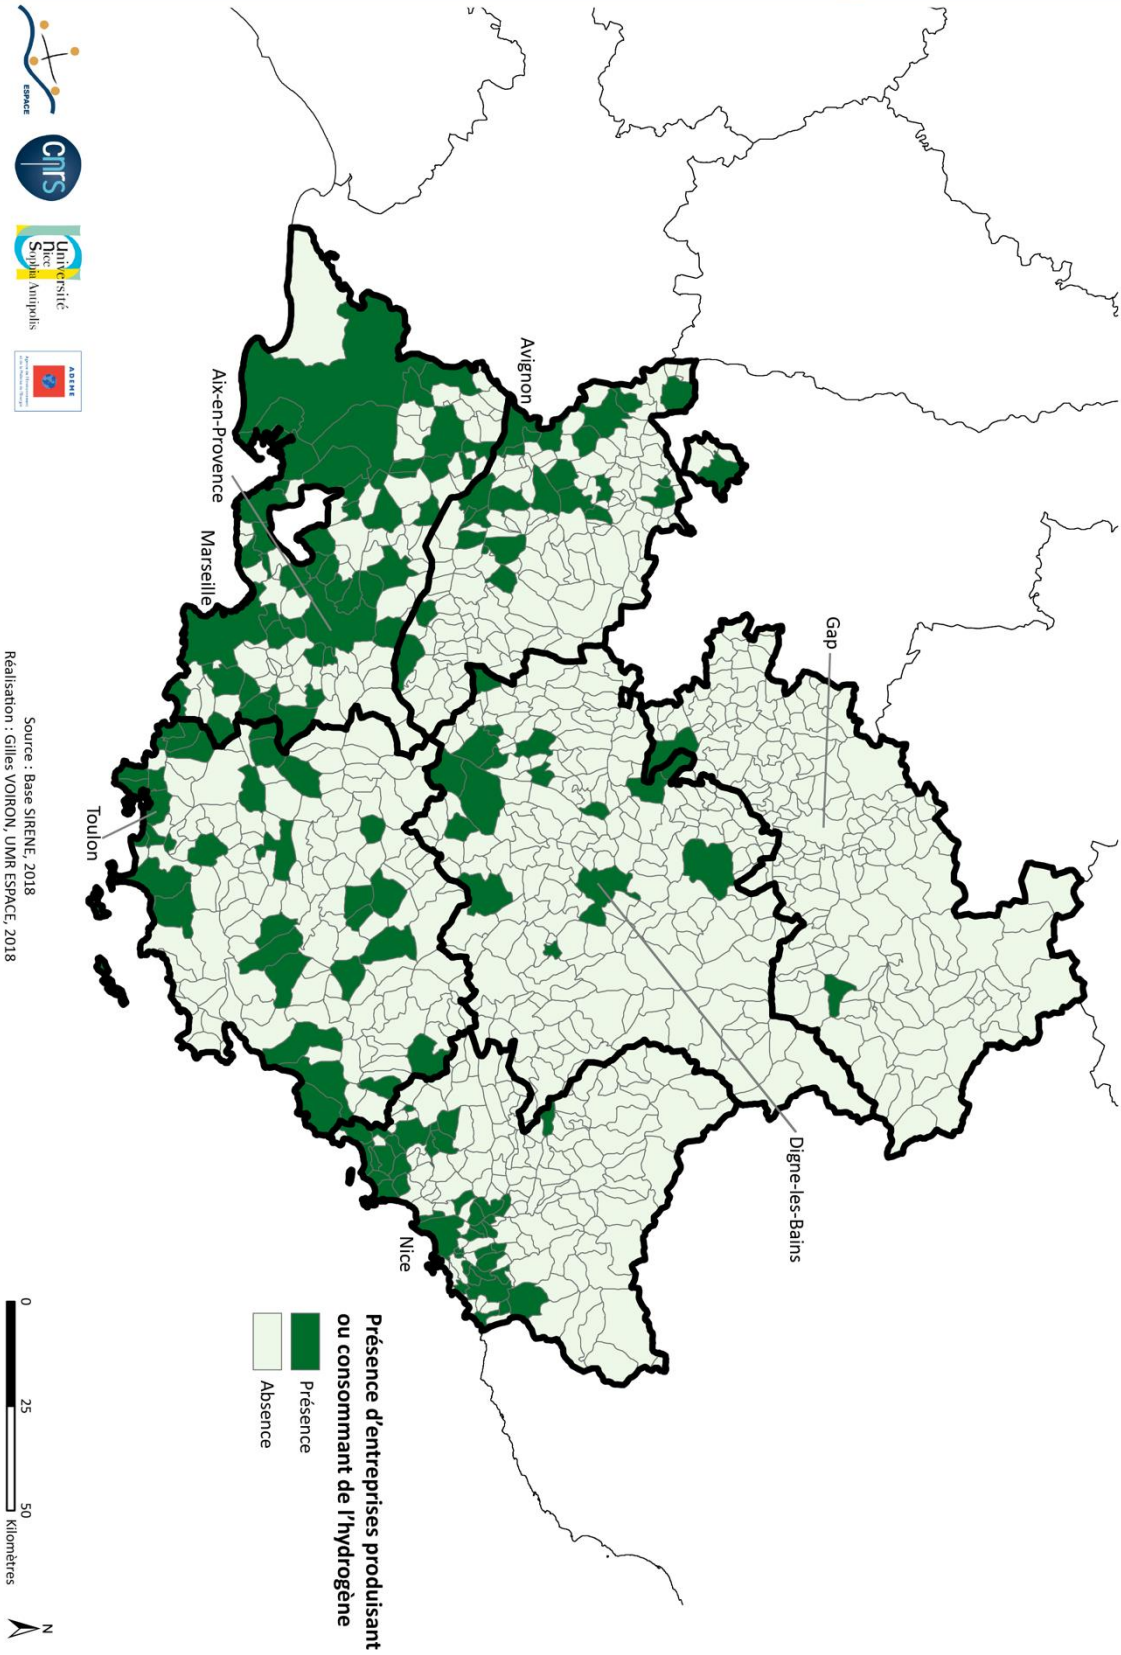 Gap
Avignon
Digne-les-Bains
Aix-en-Provence
Marseille
Nice
Toulon
Présence d'entreprises produisant
ou consommant de l'hydrogène
Présence
Absence
0 25 50
Kilomètres
N
Source : Base SIRENE, 2018
Réalisation : Gilles VOIRON, UMR ESPACE, 2018
ESPACE
cnrs
Université
nice
Sophia Antipolis
ADEME